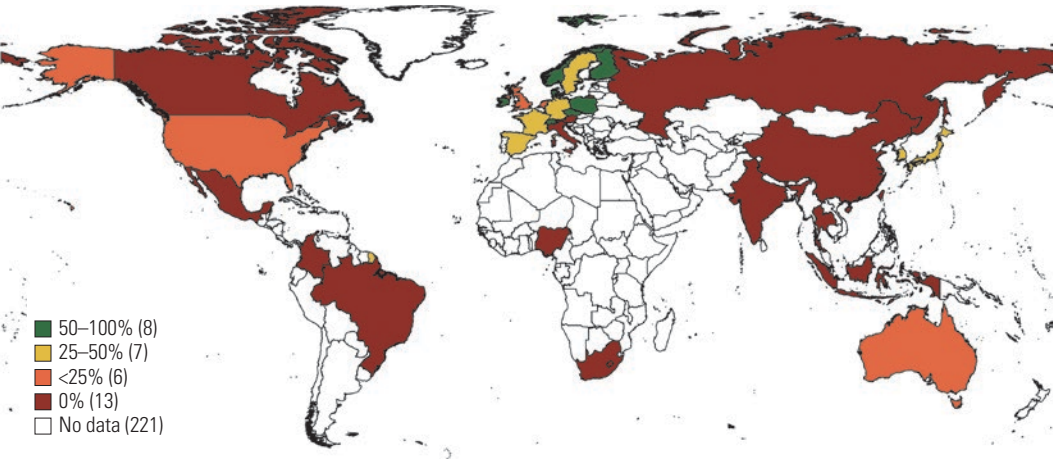 50–100% (8)
25–50% (7)
<25% (6)
0% (13)
No data (221)